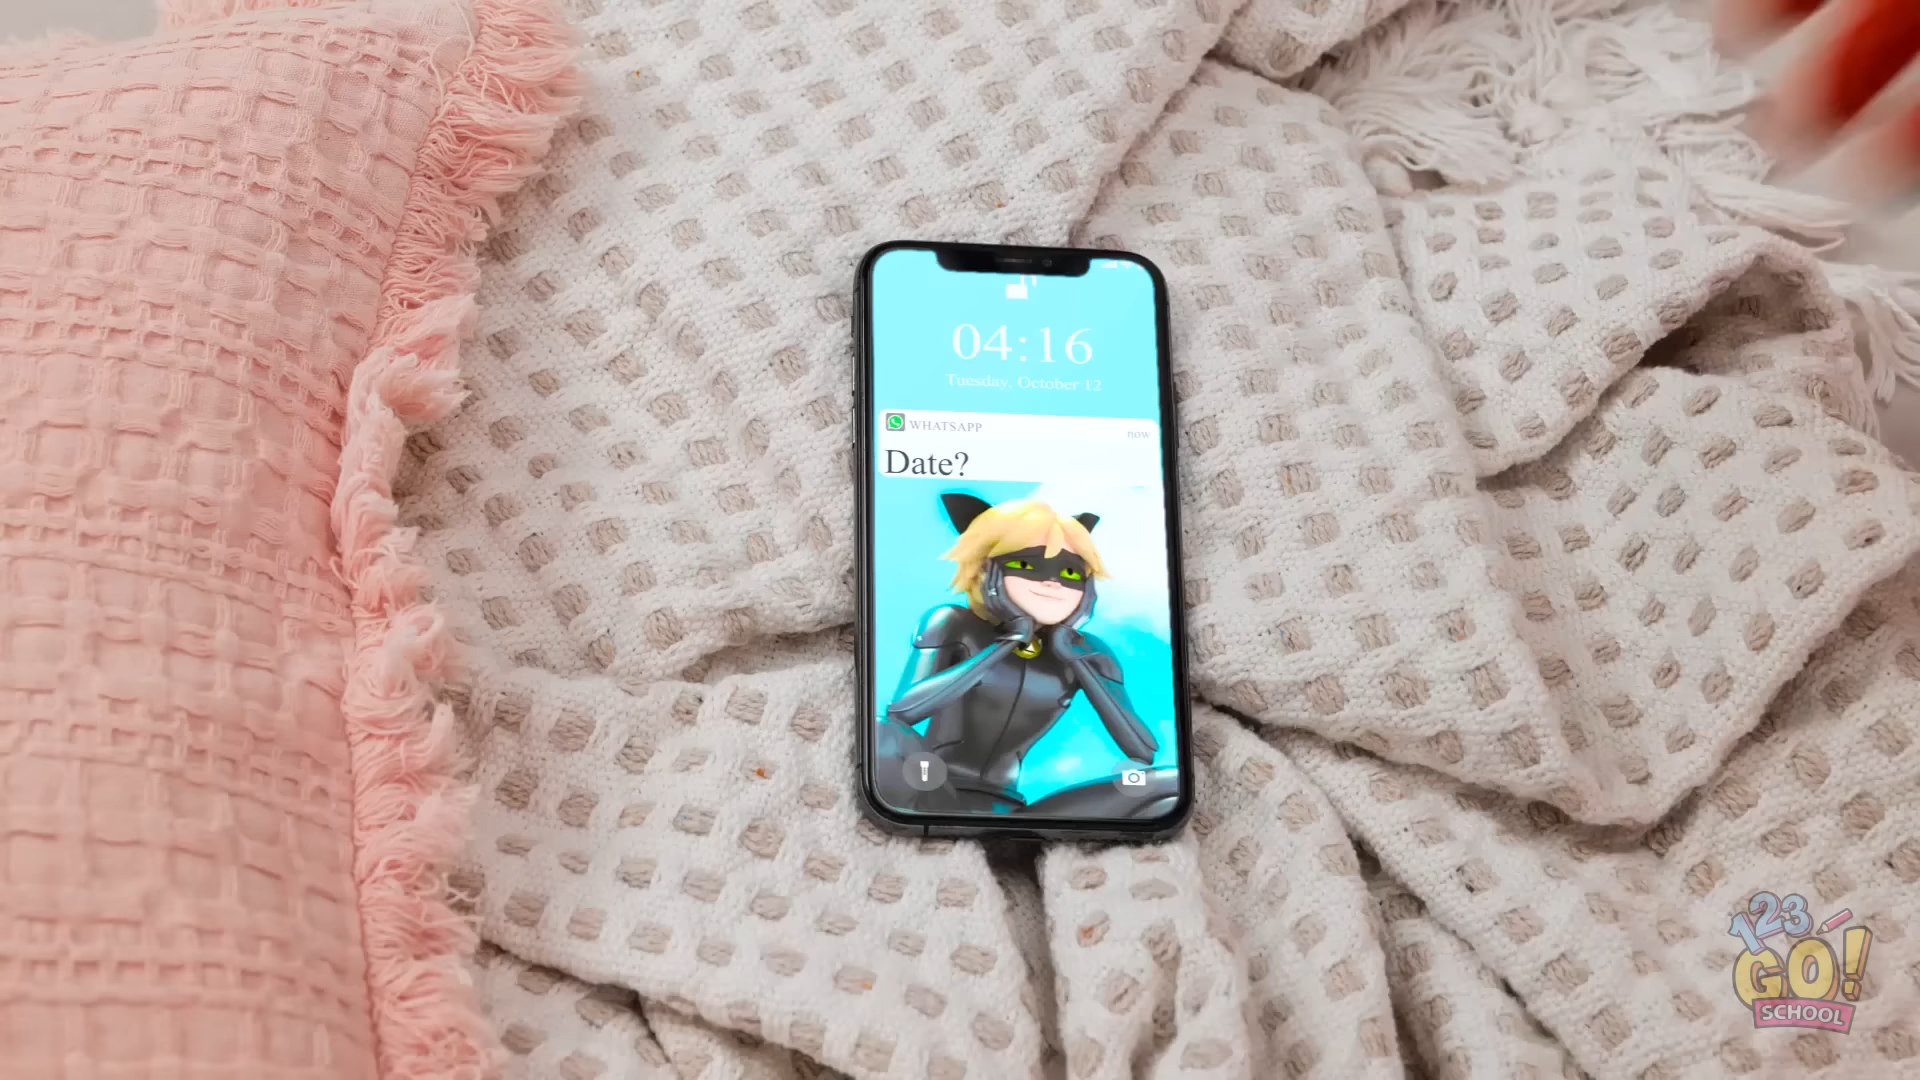 04:16
Tuesday, October 12
WHATSAPP
now
Date?
123
GO!
SCHOOL